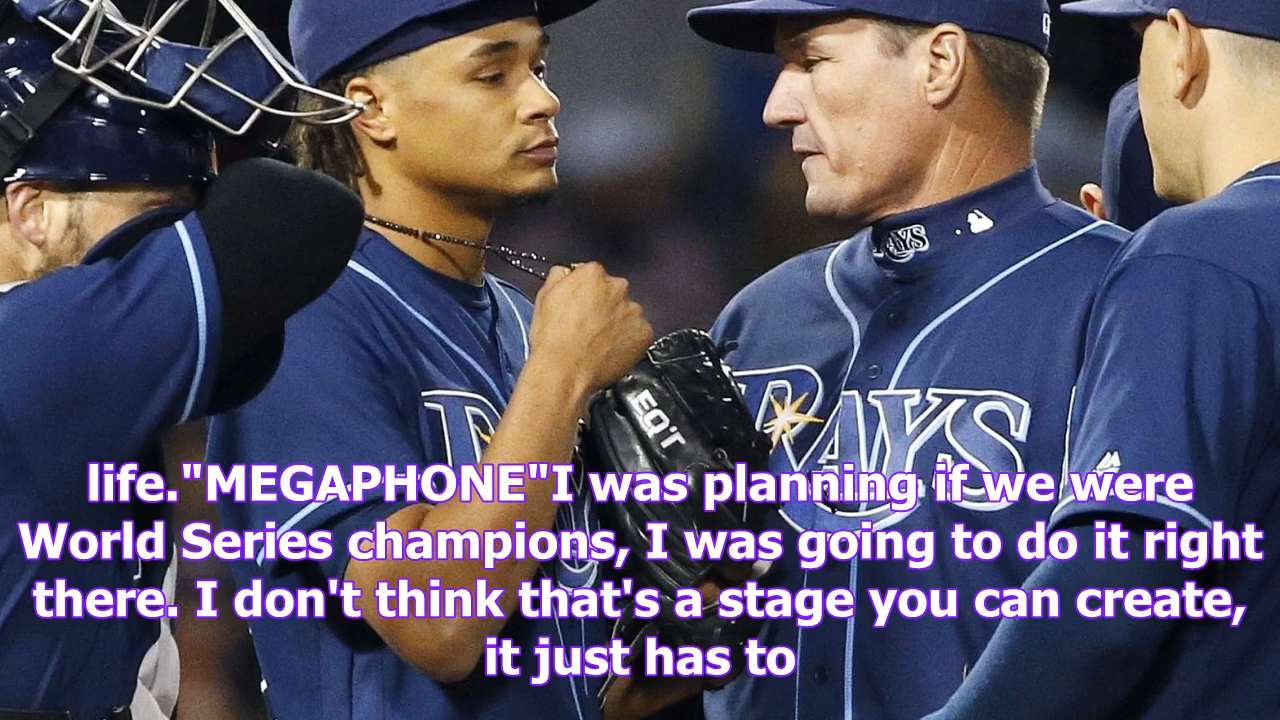 RAYS
EQT
RAYS
life."MEGAPHONE"I was planning if we were
World Series champions, I was going to do it right
there. I don't think that's a stage you can create,
it just has to